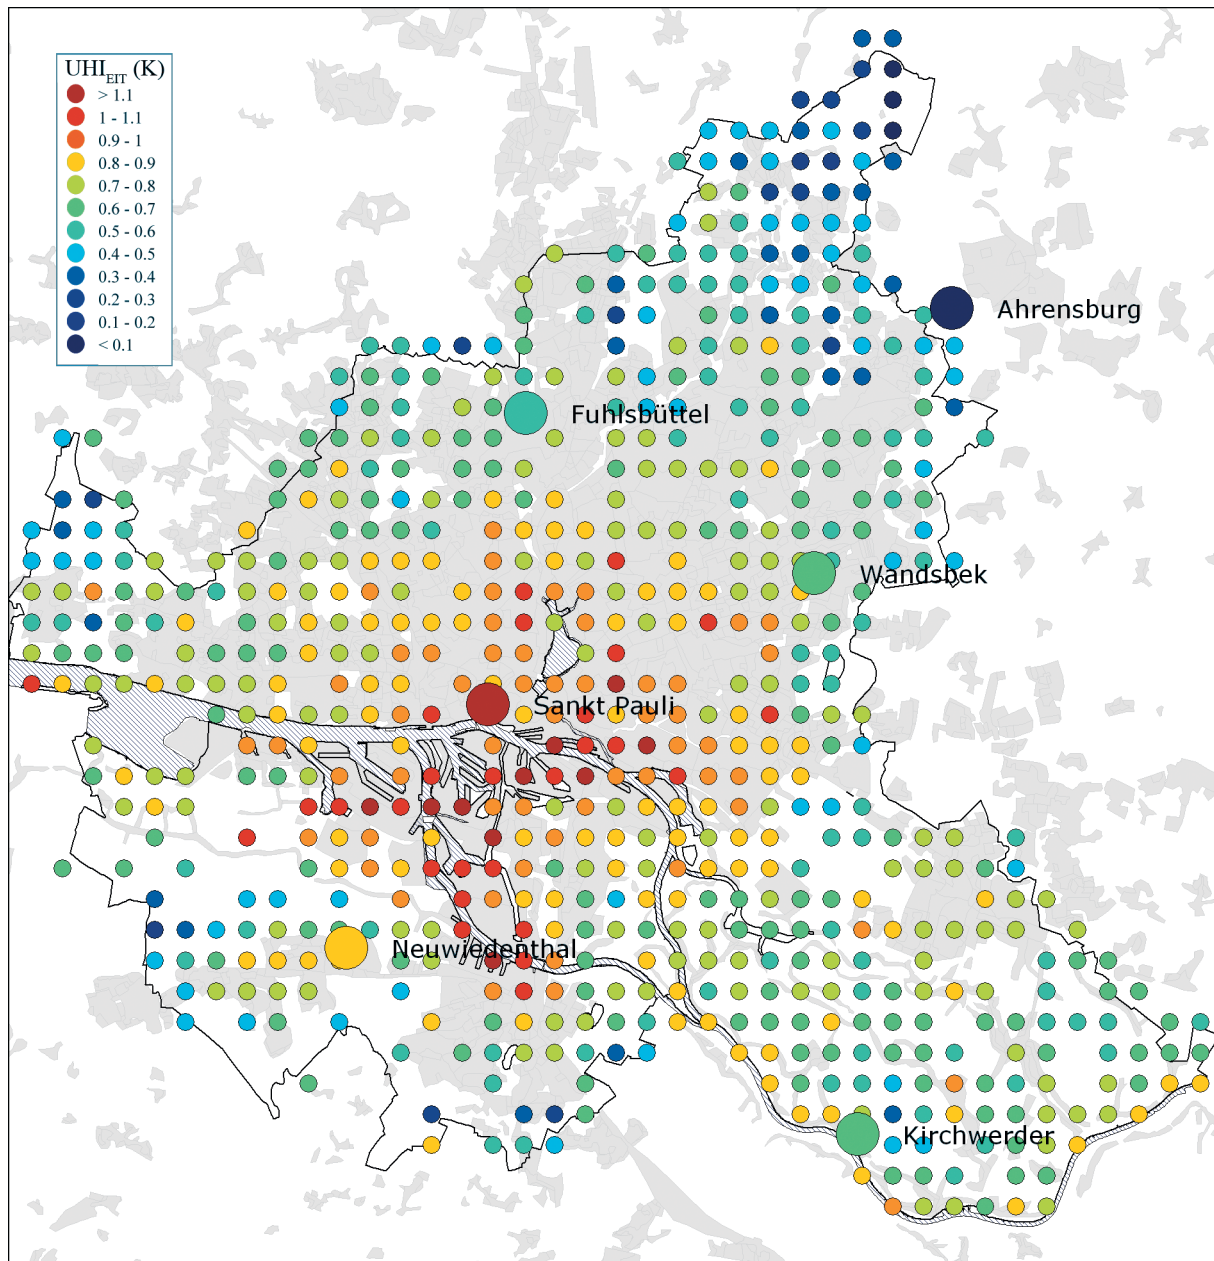 UHI_EIT (K)
> 1.1
1 - 1.1
0.9 - 1
0.8 - 0.9
0.7 - 0.8
0.6 - 0.7
0.5 - 0.6
0.4 - 0.5
0.3 - 0.4
0.2 - 0.3
0.1 - 0.2
< 0.1
Ahrensburg
Fuhlsbüttel
Wandsbek
Sankt Pauli
Neuwiedenthal
Kirchwerder